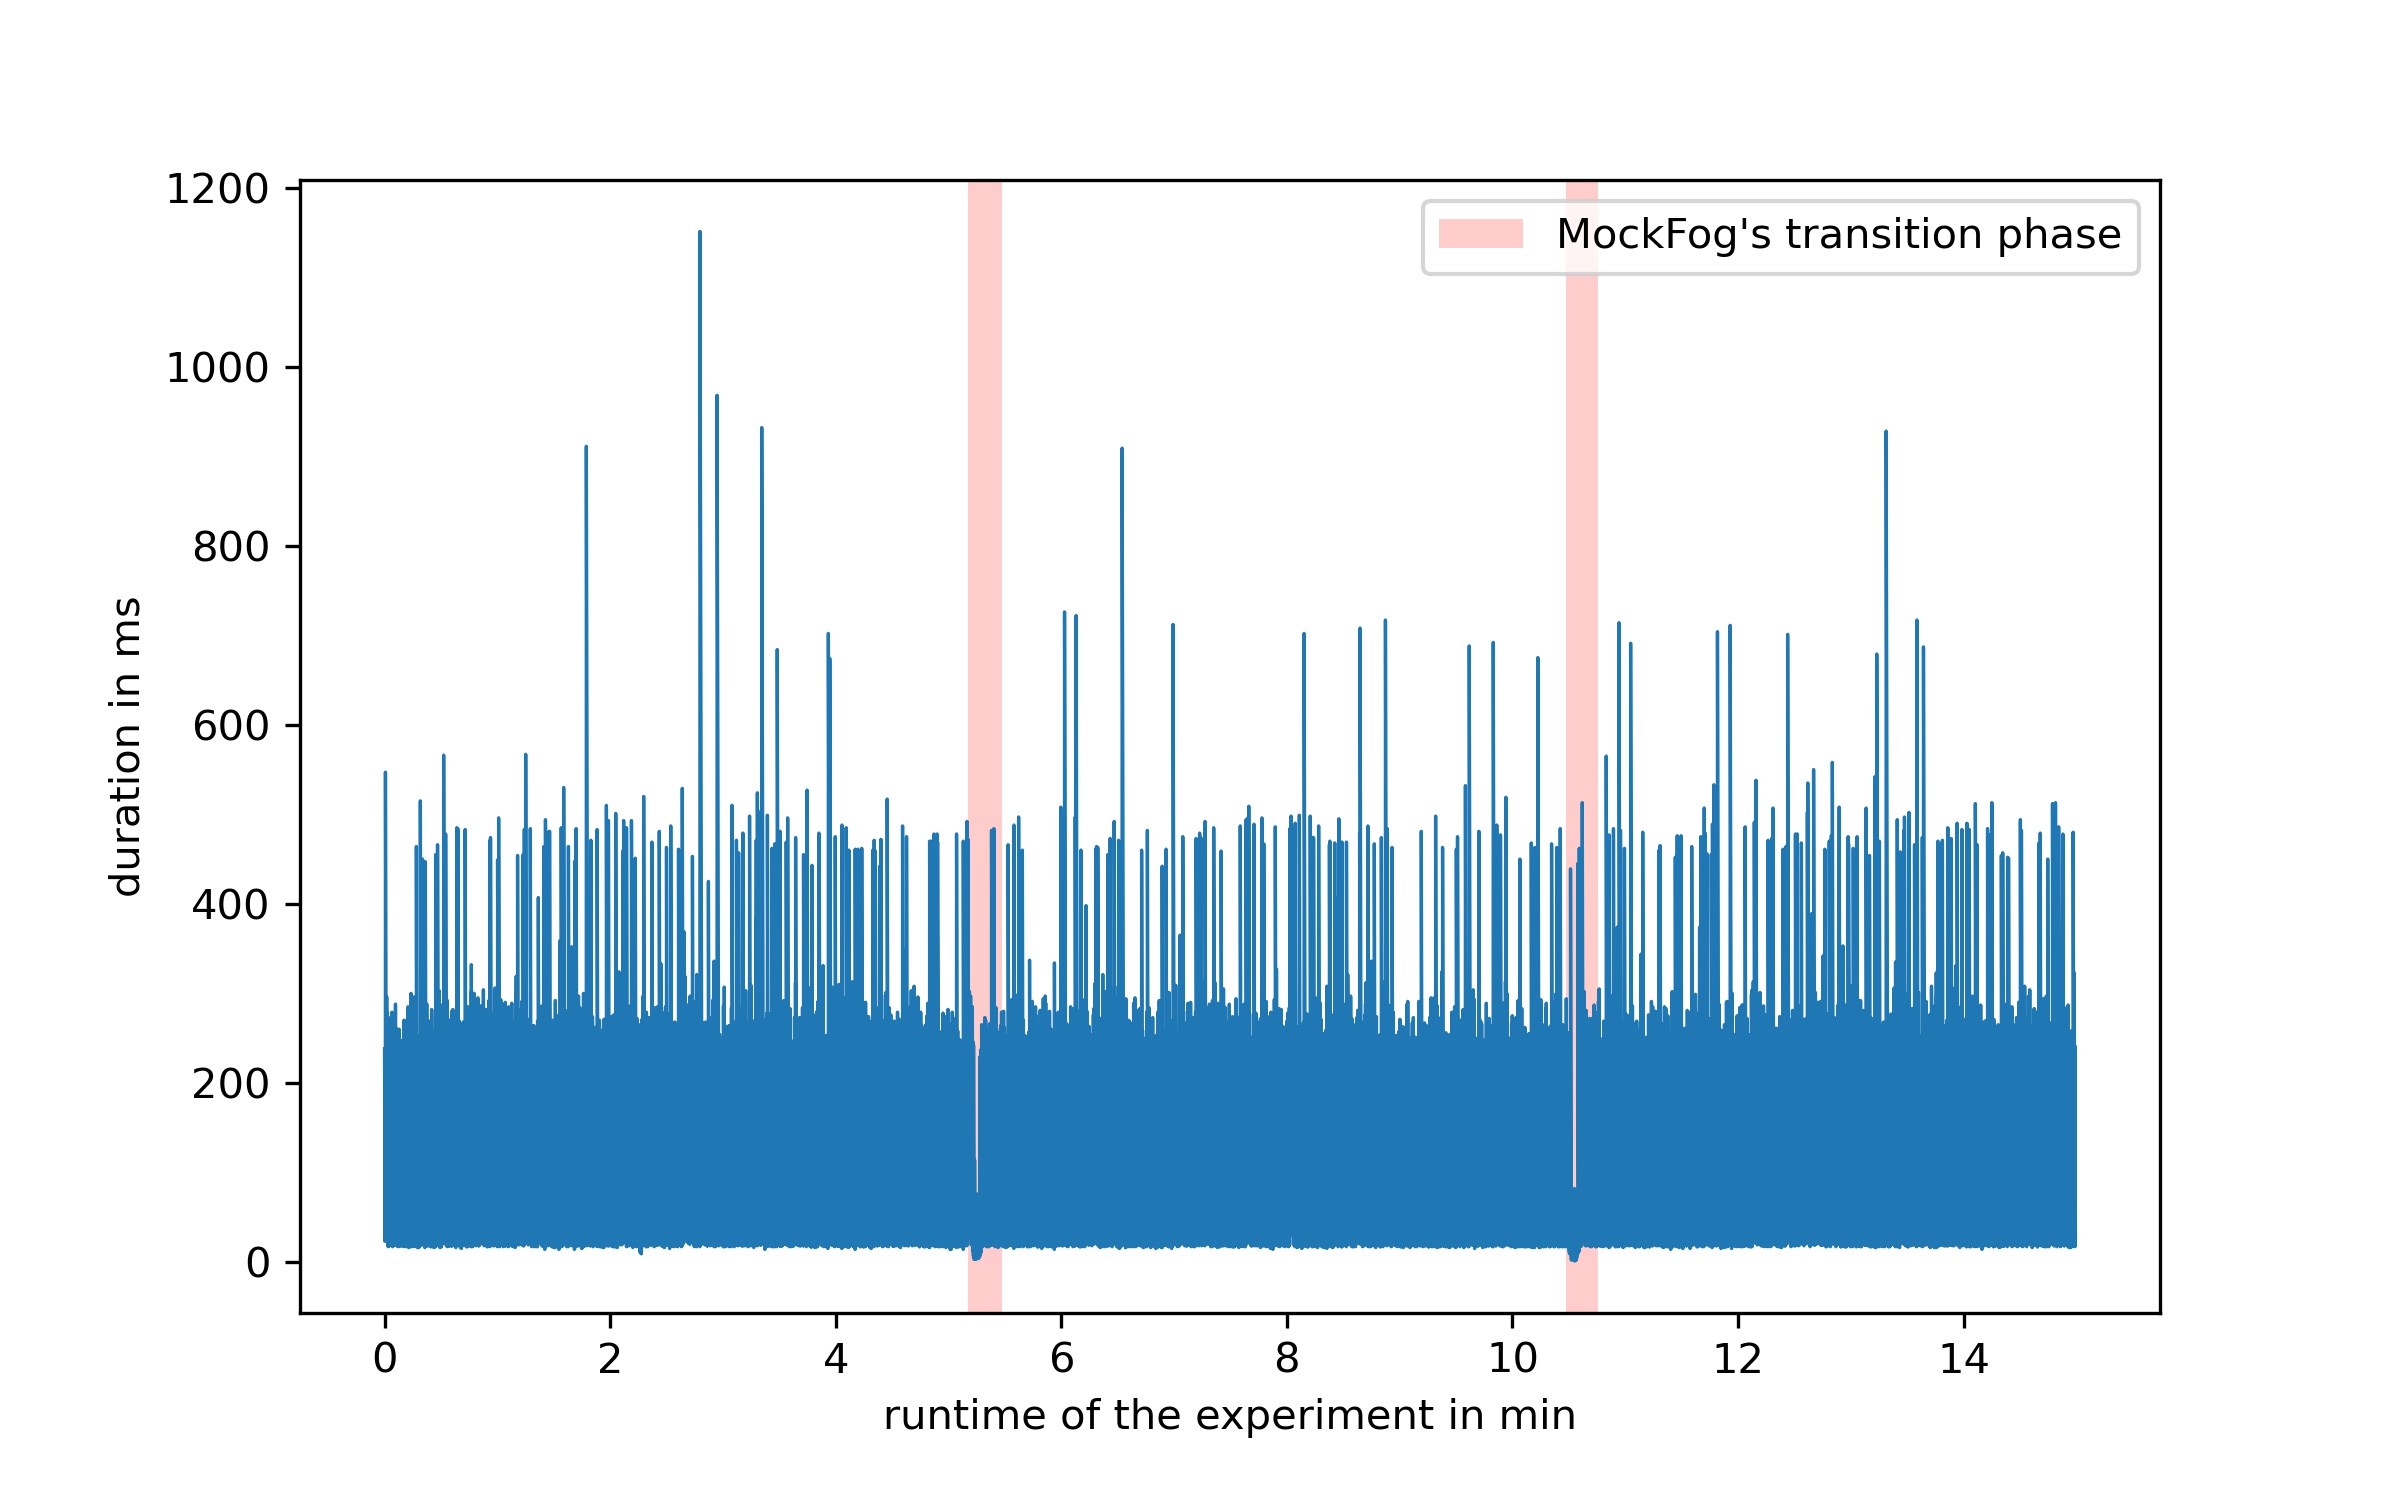 MockFog's transition phase
1200
1000
800
600
400
200
0
duration in ms
0 2 4 6 8 10 12 14
runtime of the experiment in min